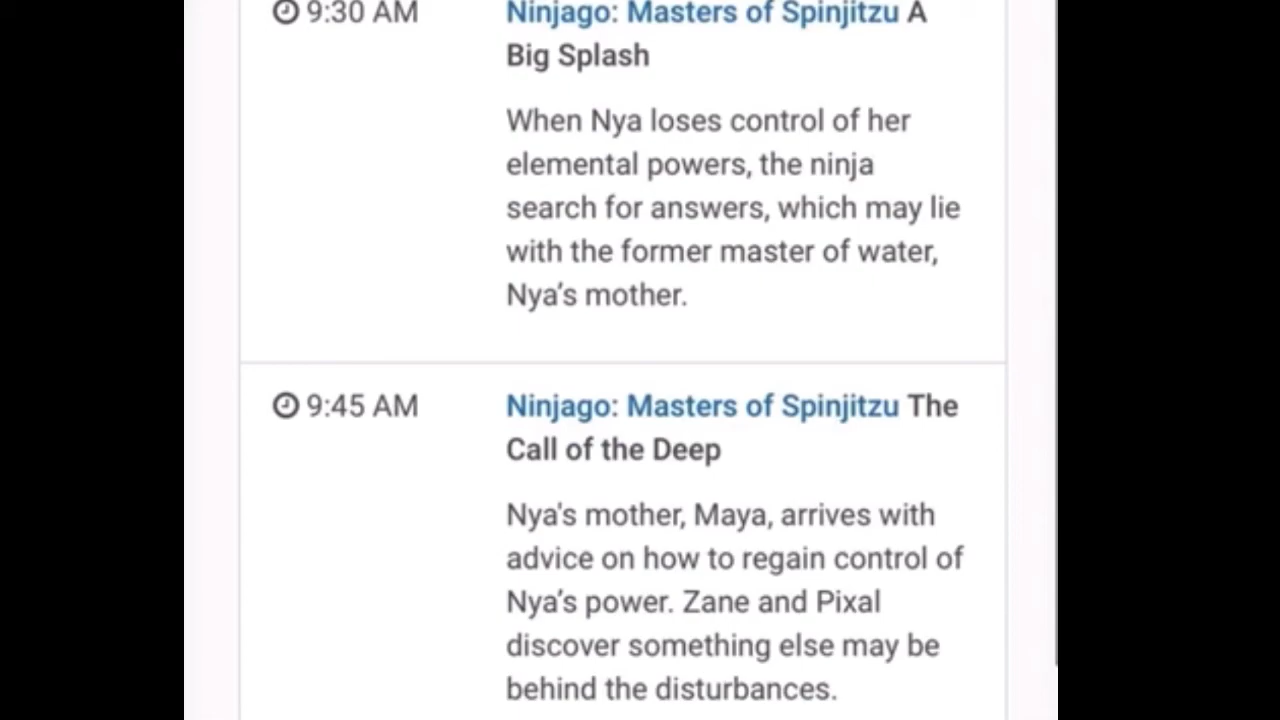 9:30 AM
Ninjago: Masters of Spinjitzu A
Big Splash
When Nya loses control of her
elemental powers, the ninja
search for answers, which may lie
with the former master of water,
Nya’s mother.
9:45 AM
Ninjago: Masters of Spinjitzu The
Call of the Deep
Nya's mother, Maya, arrives with
advice on how to regain control of
Nya’s power. Zane and Pixal
discover something else may be
behind the disturbances.